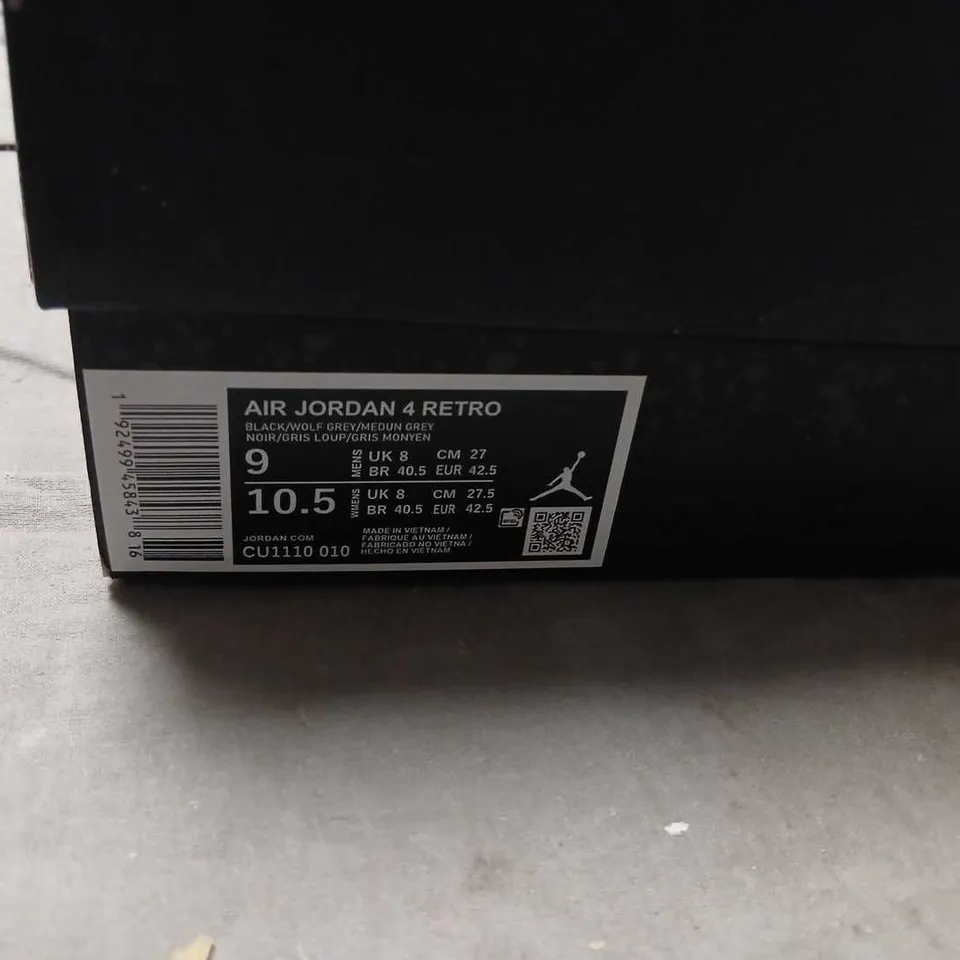 AIR JORDAN 4 RETRO
BLACK/WOLF GREY/MEDUN GREY
NOIR/GRIS LOUP/GRIS MONYEN
9 MENS UK 8 CM 27
BR 40.5 EUR 42.5
10.5 WMENS UK 8 CM 27.5
BR 40.5 EUR 42.5
JORDAN.COM
CU1110 010
MADE IN VIETNAM /
FABRIQUÉ AU VIETNAM /
FABRICADO NO VIETNA /
HECHO EN VIETNAM
1 92499 45843 8 16